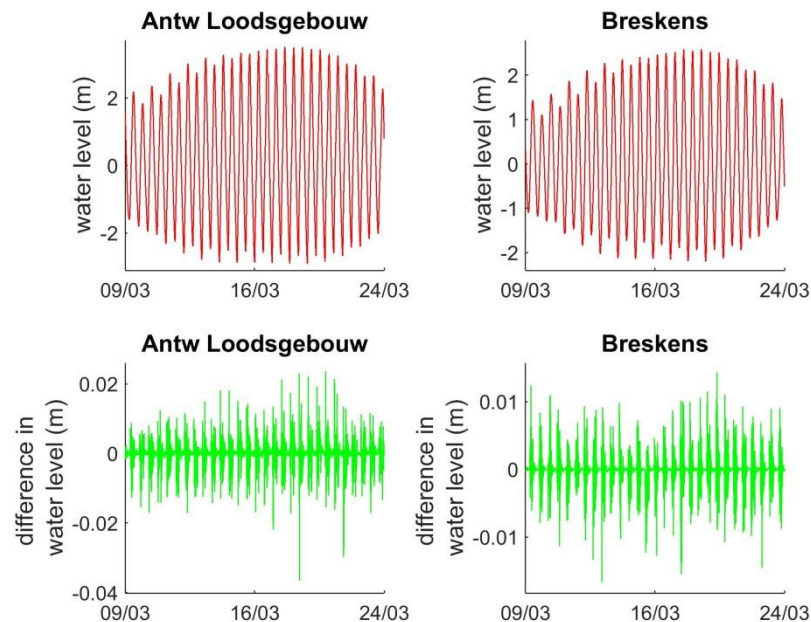 Antw Loodsgebouw
water level (m)
2
0
-2
09/03
16/03
24/03
Breskens
water level (m)
2
1
0
-1
-2
09/03
16/03
24/03
Antw Loodsgebouw
difference in
water level (m)
0.02
0
-0.02
-0.04
09/03
16/03
24/03
Breskens
difference in
water level (m)
0.01
0
-0.01
09/03
16/03
24/03